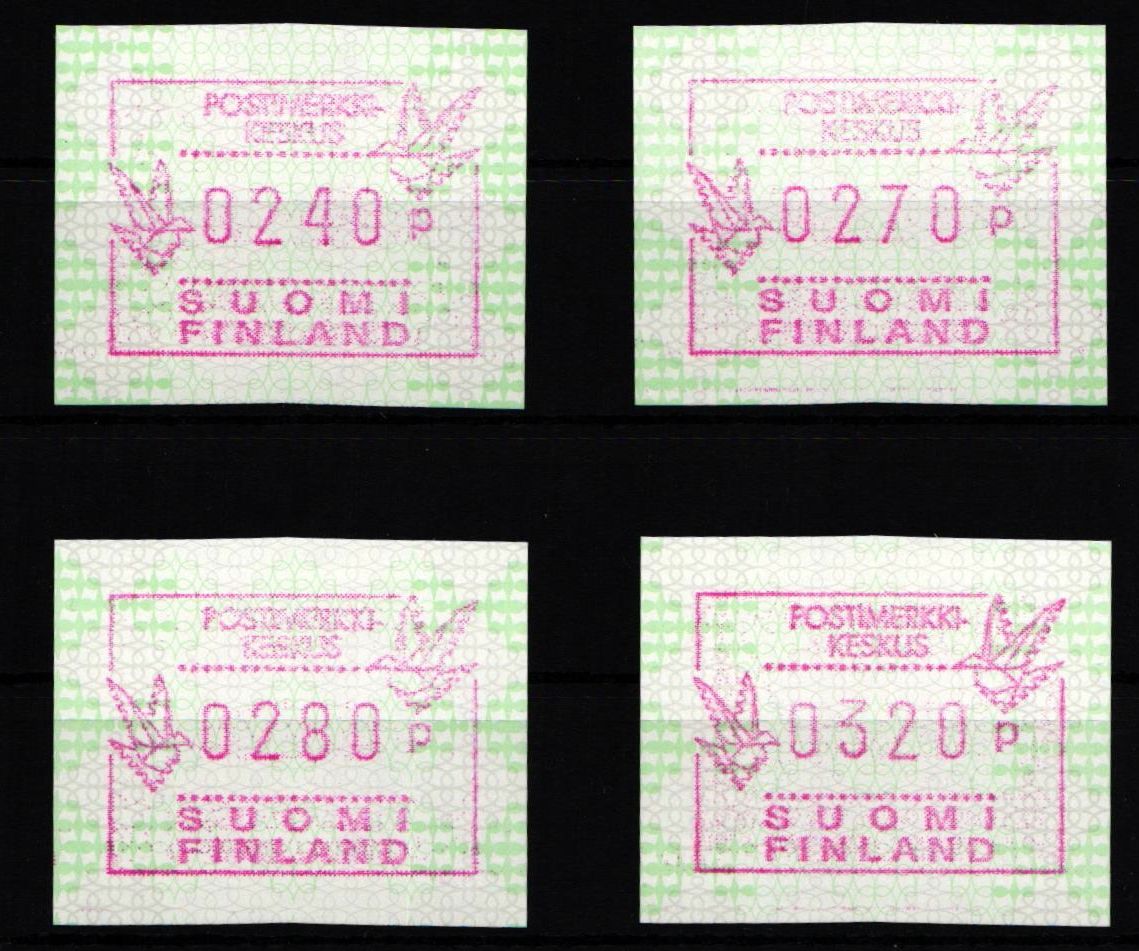 POSTIMERKKI-
KESKUS
0240 p
SUOMI
FINLAND
POSTIMERKKI-
KESKUS
0270 p
SUOMI
FINLAND
POSTIMERKKI-
KESKUS
0280 p
SUOMI
FINLAND
POSTIMERKKI-
KESKUS
0320 p
SUOMI
FINLAND